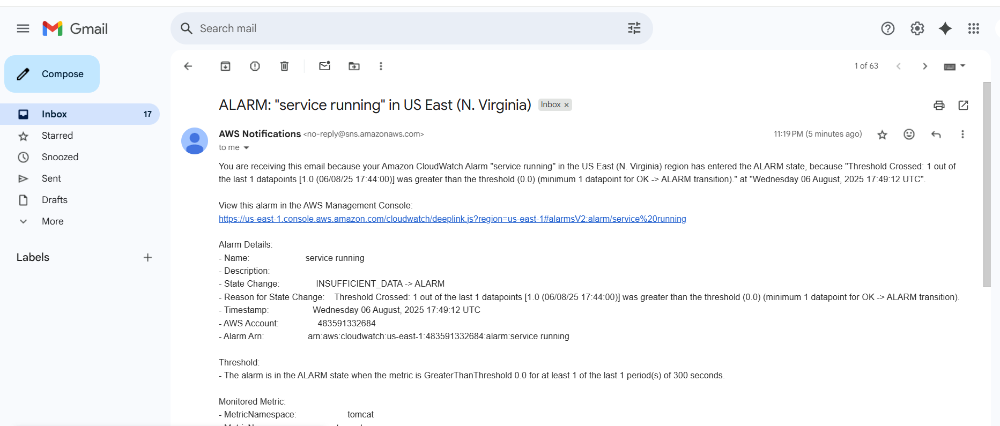 Gmail
Search mail
Compose
1 of 63
Inbox 17
Starred
Snoozed
Sent
Drafts
More
Labels
ALARM: "service running" in US East (N. Virginia) Inbox ×
AWS Notifications <no-reply@sns.amazonaws.com> 11:19 PM (5 minutes ago)
to me
You are receiving this email because your Amazon CloudWatch Alarm "service running" in the US East (N. Virginia) region has entered the ALARM state, because "Threshold Crossed: 1 out of
the last 1 datapoints [1.0 (06/08/25 17:44:00)] was greater than the threshold (0.0) (minimum 1 datapoint for OK -> ALARM transition)." at "Wednesday 06 August, 2025 17:49:12 UTC".
View this alarm in the AWS Management Console:
https://us-east-1.console.aws.amazon.com/cloudwatch/deeplink.js?region=us-east-1#alarmsV2:alarm/service%20running
Alarm Details:
- Name: service running
- Description:
- State Change: INSUFFICIENT_DATA -> ALARM
- Reason for State Change: Threshold Crossed: 1 out of the last 1 datapoints [1.0 (06/08/25 17:44:00)] was greater than the threshold (0.0) (minimum 1 datapoint for OK -> ALARM transition).
- Timestamp: Wednesday 06 August, 2025 17:49:12 UTC
- AWS Account: 483591332684
- Alarm Arn: arn:aws:cloudwatch:us-east-1:483591332684:alarm:service running
Threshold:
- The alarm is in the ALARM state when the metric is GreaterThanThreshold 0.0 for at least 1 of the last 1 period(s) of 300 seconds.
Monitored Metric:
- MetricNamespace: tomcat